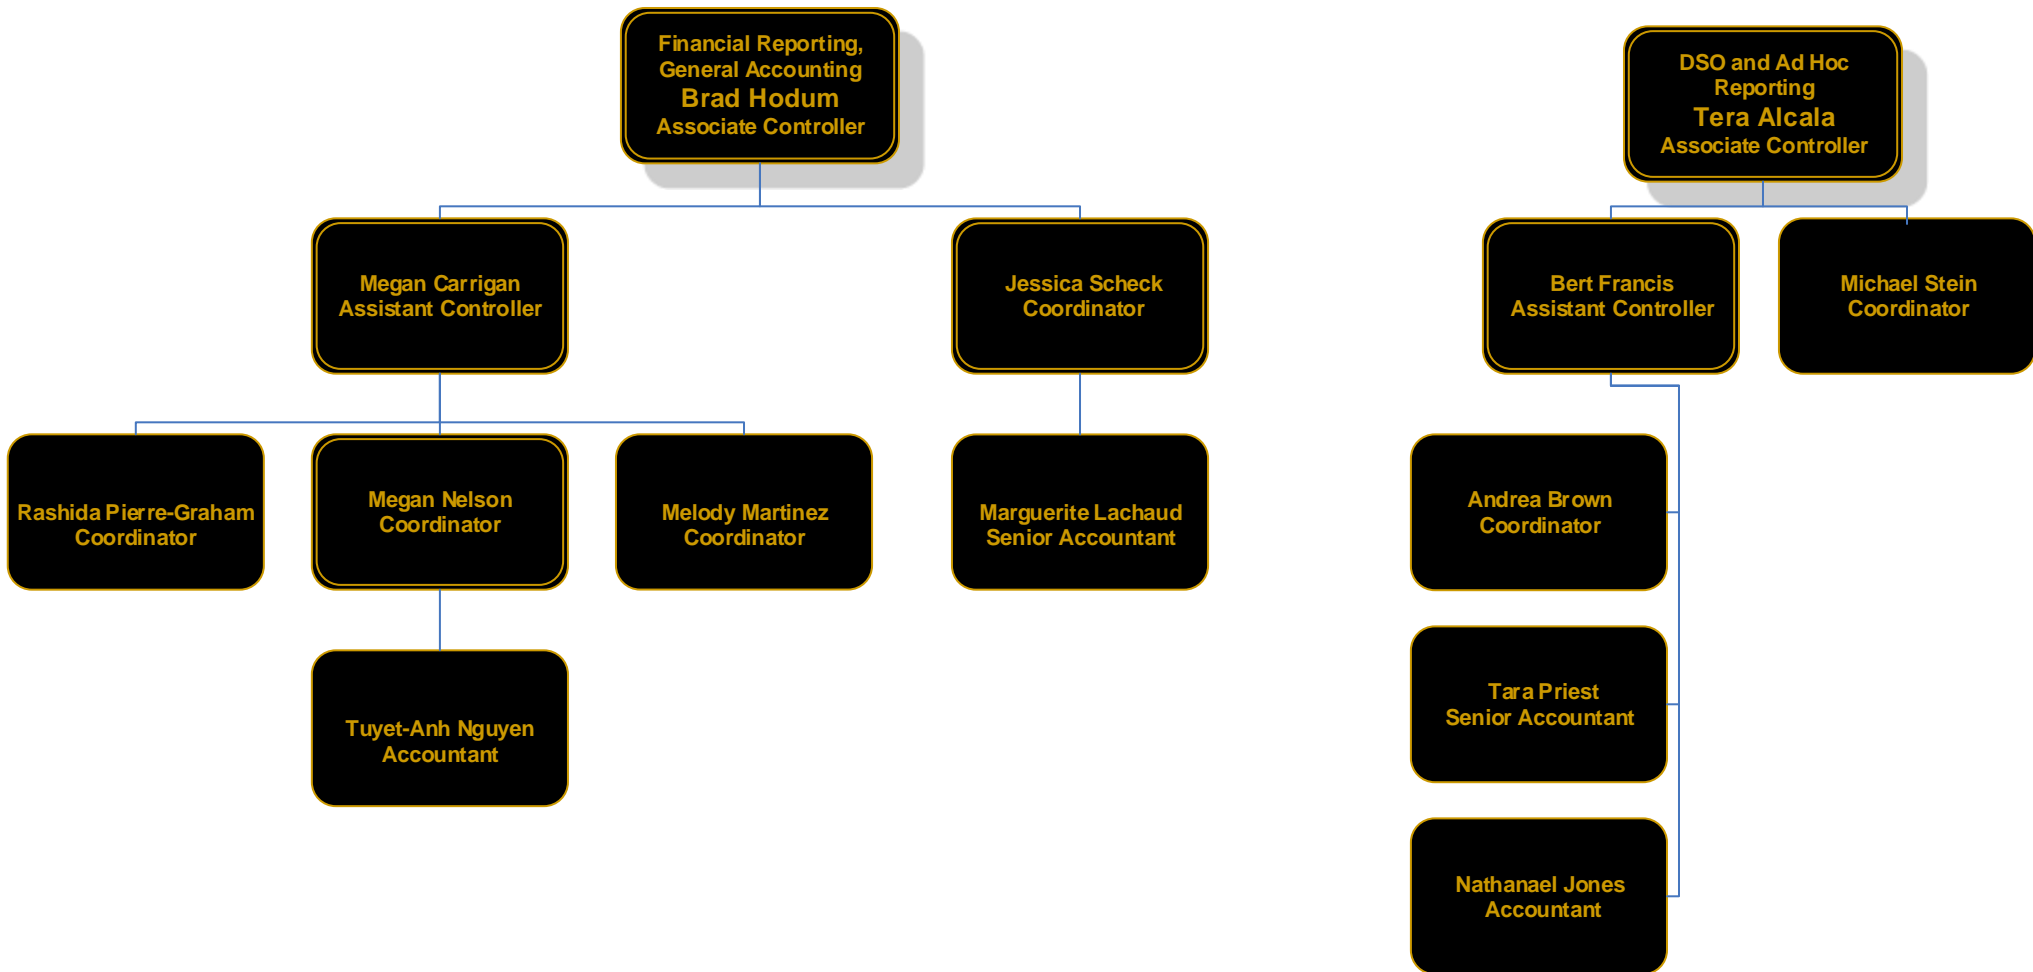 Financial Reporting,
General Accounting
Brad Hodum
Associate Controller
DSO and Ad Hoc
Reporting
Tera Alcala
Associate Controller
Megan Carrigan
Assistant Controller
Jessica Scheck
Coordinator
Bert Francis
Assistant Controller
Michael Stein
Coordinator
Rashida Pierre-Graham
Coordinator
Megan Nelson
Coordinator
Melody Martinez
Coordinator
Marguerite Lachaud
Senior Accountant
Andrea Brown
Coordinator
Tuyet-Anh Nguyen
Accountant
Tara Priest
Senior Accountant
Nathanael Jones
Accountant